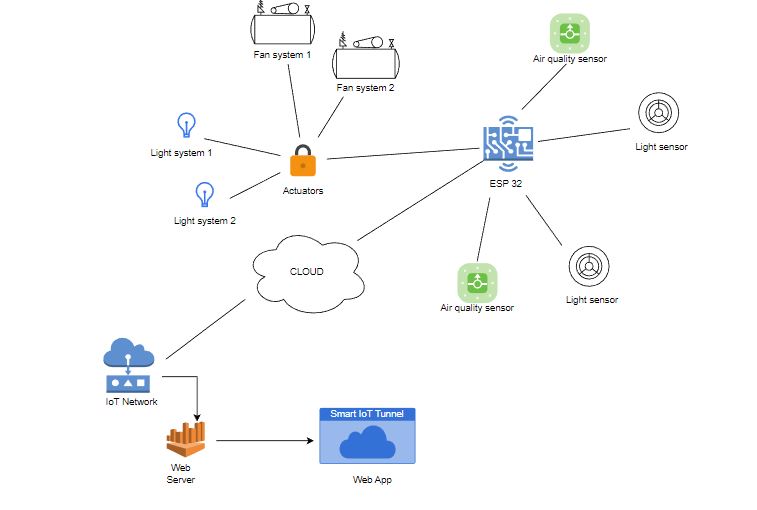 Fan system 1
Air quality sensor
Fan system 2
Light system 1
Light sensor
Actuators
ESP 32
Light system 2
CLOUD
Light sensor
Air quality sensor
IoT Network
Smart IoT Tunnel
Web
Server
Web App